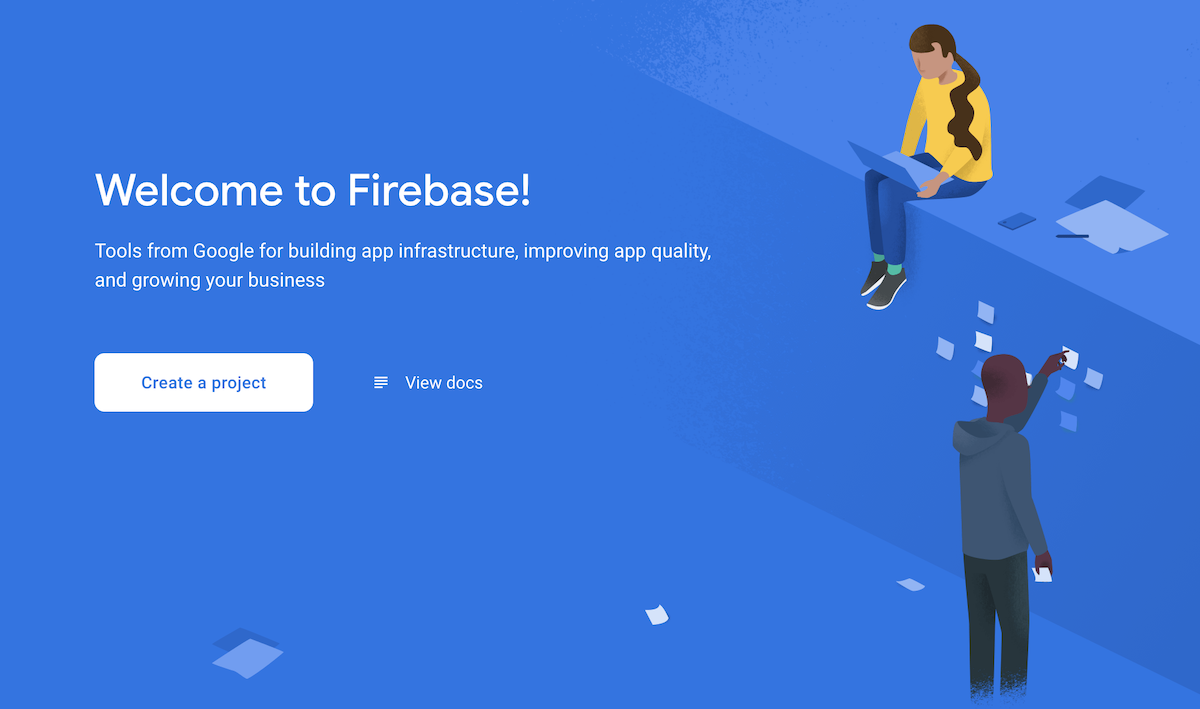 Welcome to Firebase!
Tools from Google for building app infrastructure, improving app quality,
and growing your business
Create a project
View docs